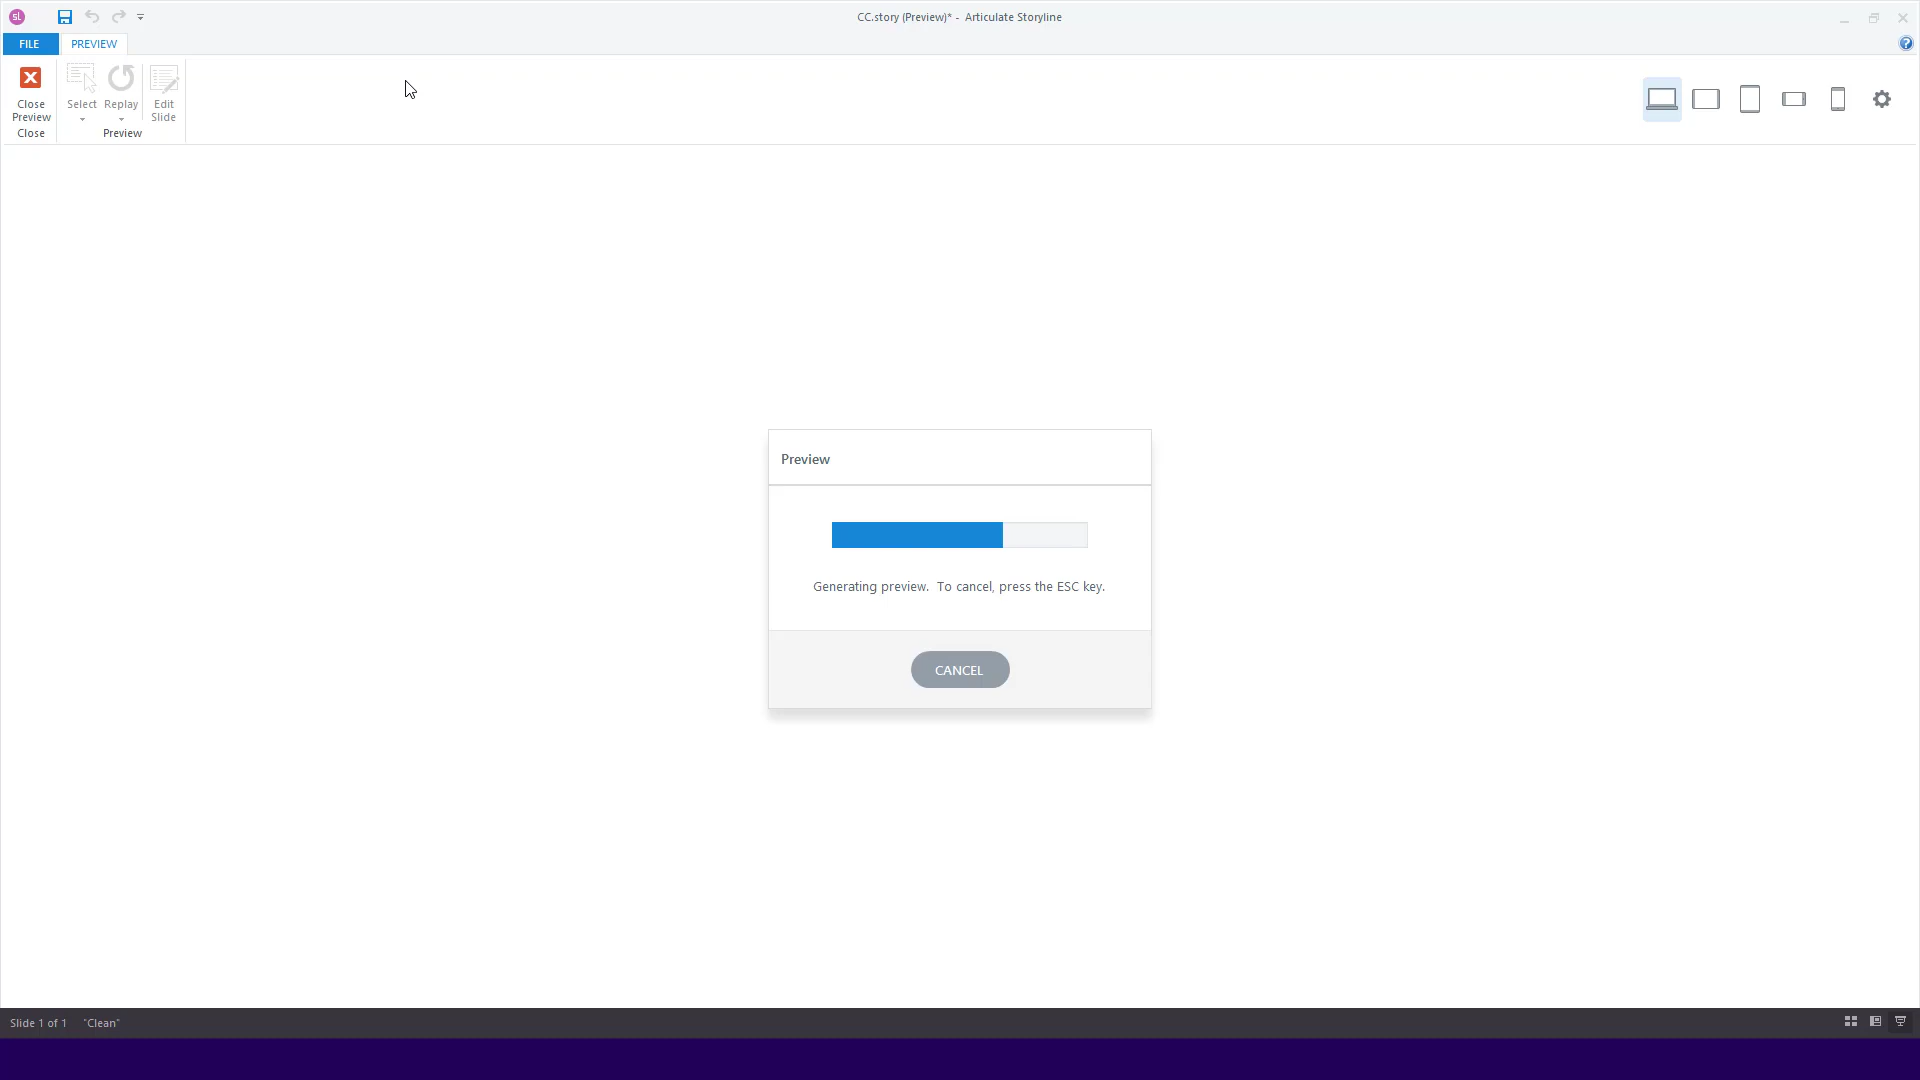 sl
CC.story (Preview)* - Articulate Storyline
FILE
PREVIEW
?
Close
Preview
Select
Replay
Edit
Slide
Close
Preview
Preview
Generating preview.  To cancel, press the ESC key.
CANCEL
Slide 1 of 1
"Clean"